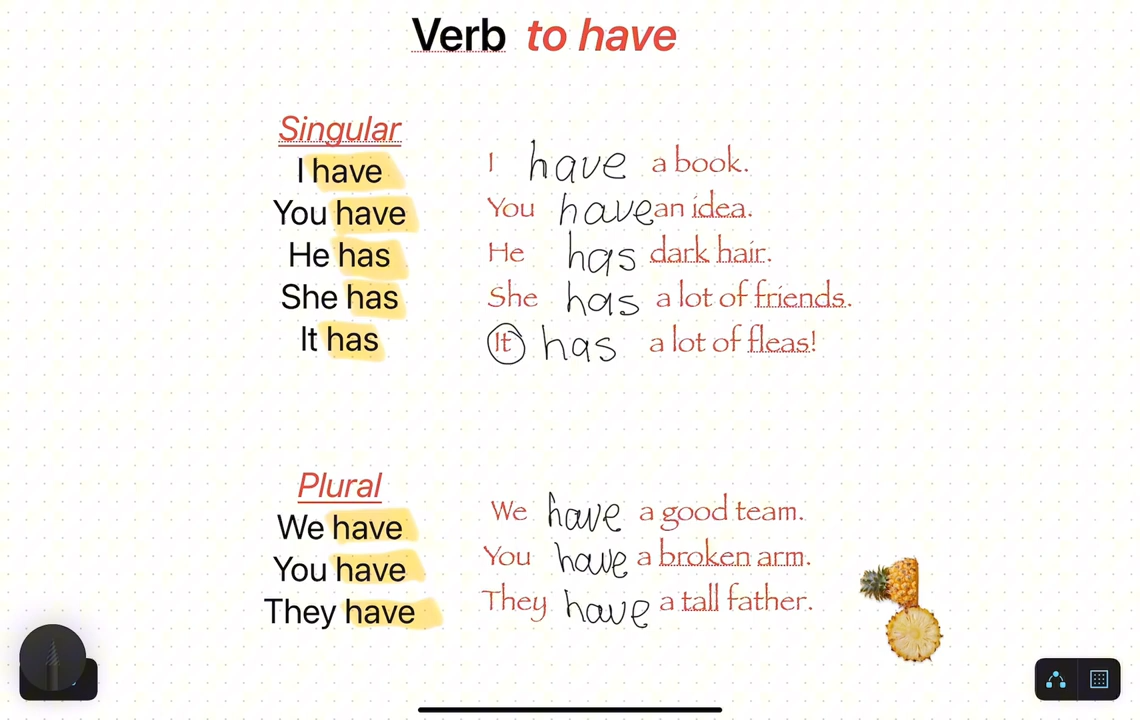 Verb to have
Singular
I have
You have
He has
She has
It has
I have a book.
You have an idea.
He has dark hair.
She has a lot of friends.
It has a lot of fleas!
Plural
We have
You have
They have
We have a good team.
You have a broken arm.
They have a tall father.